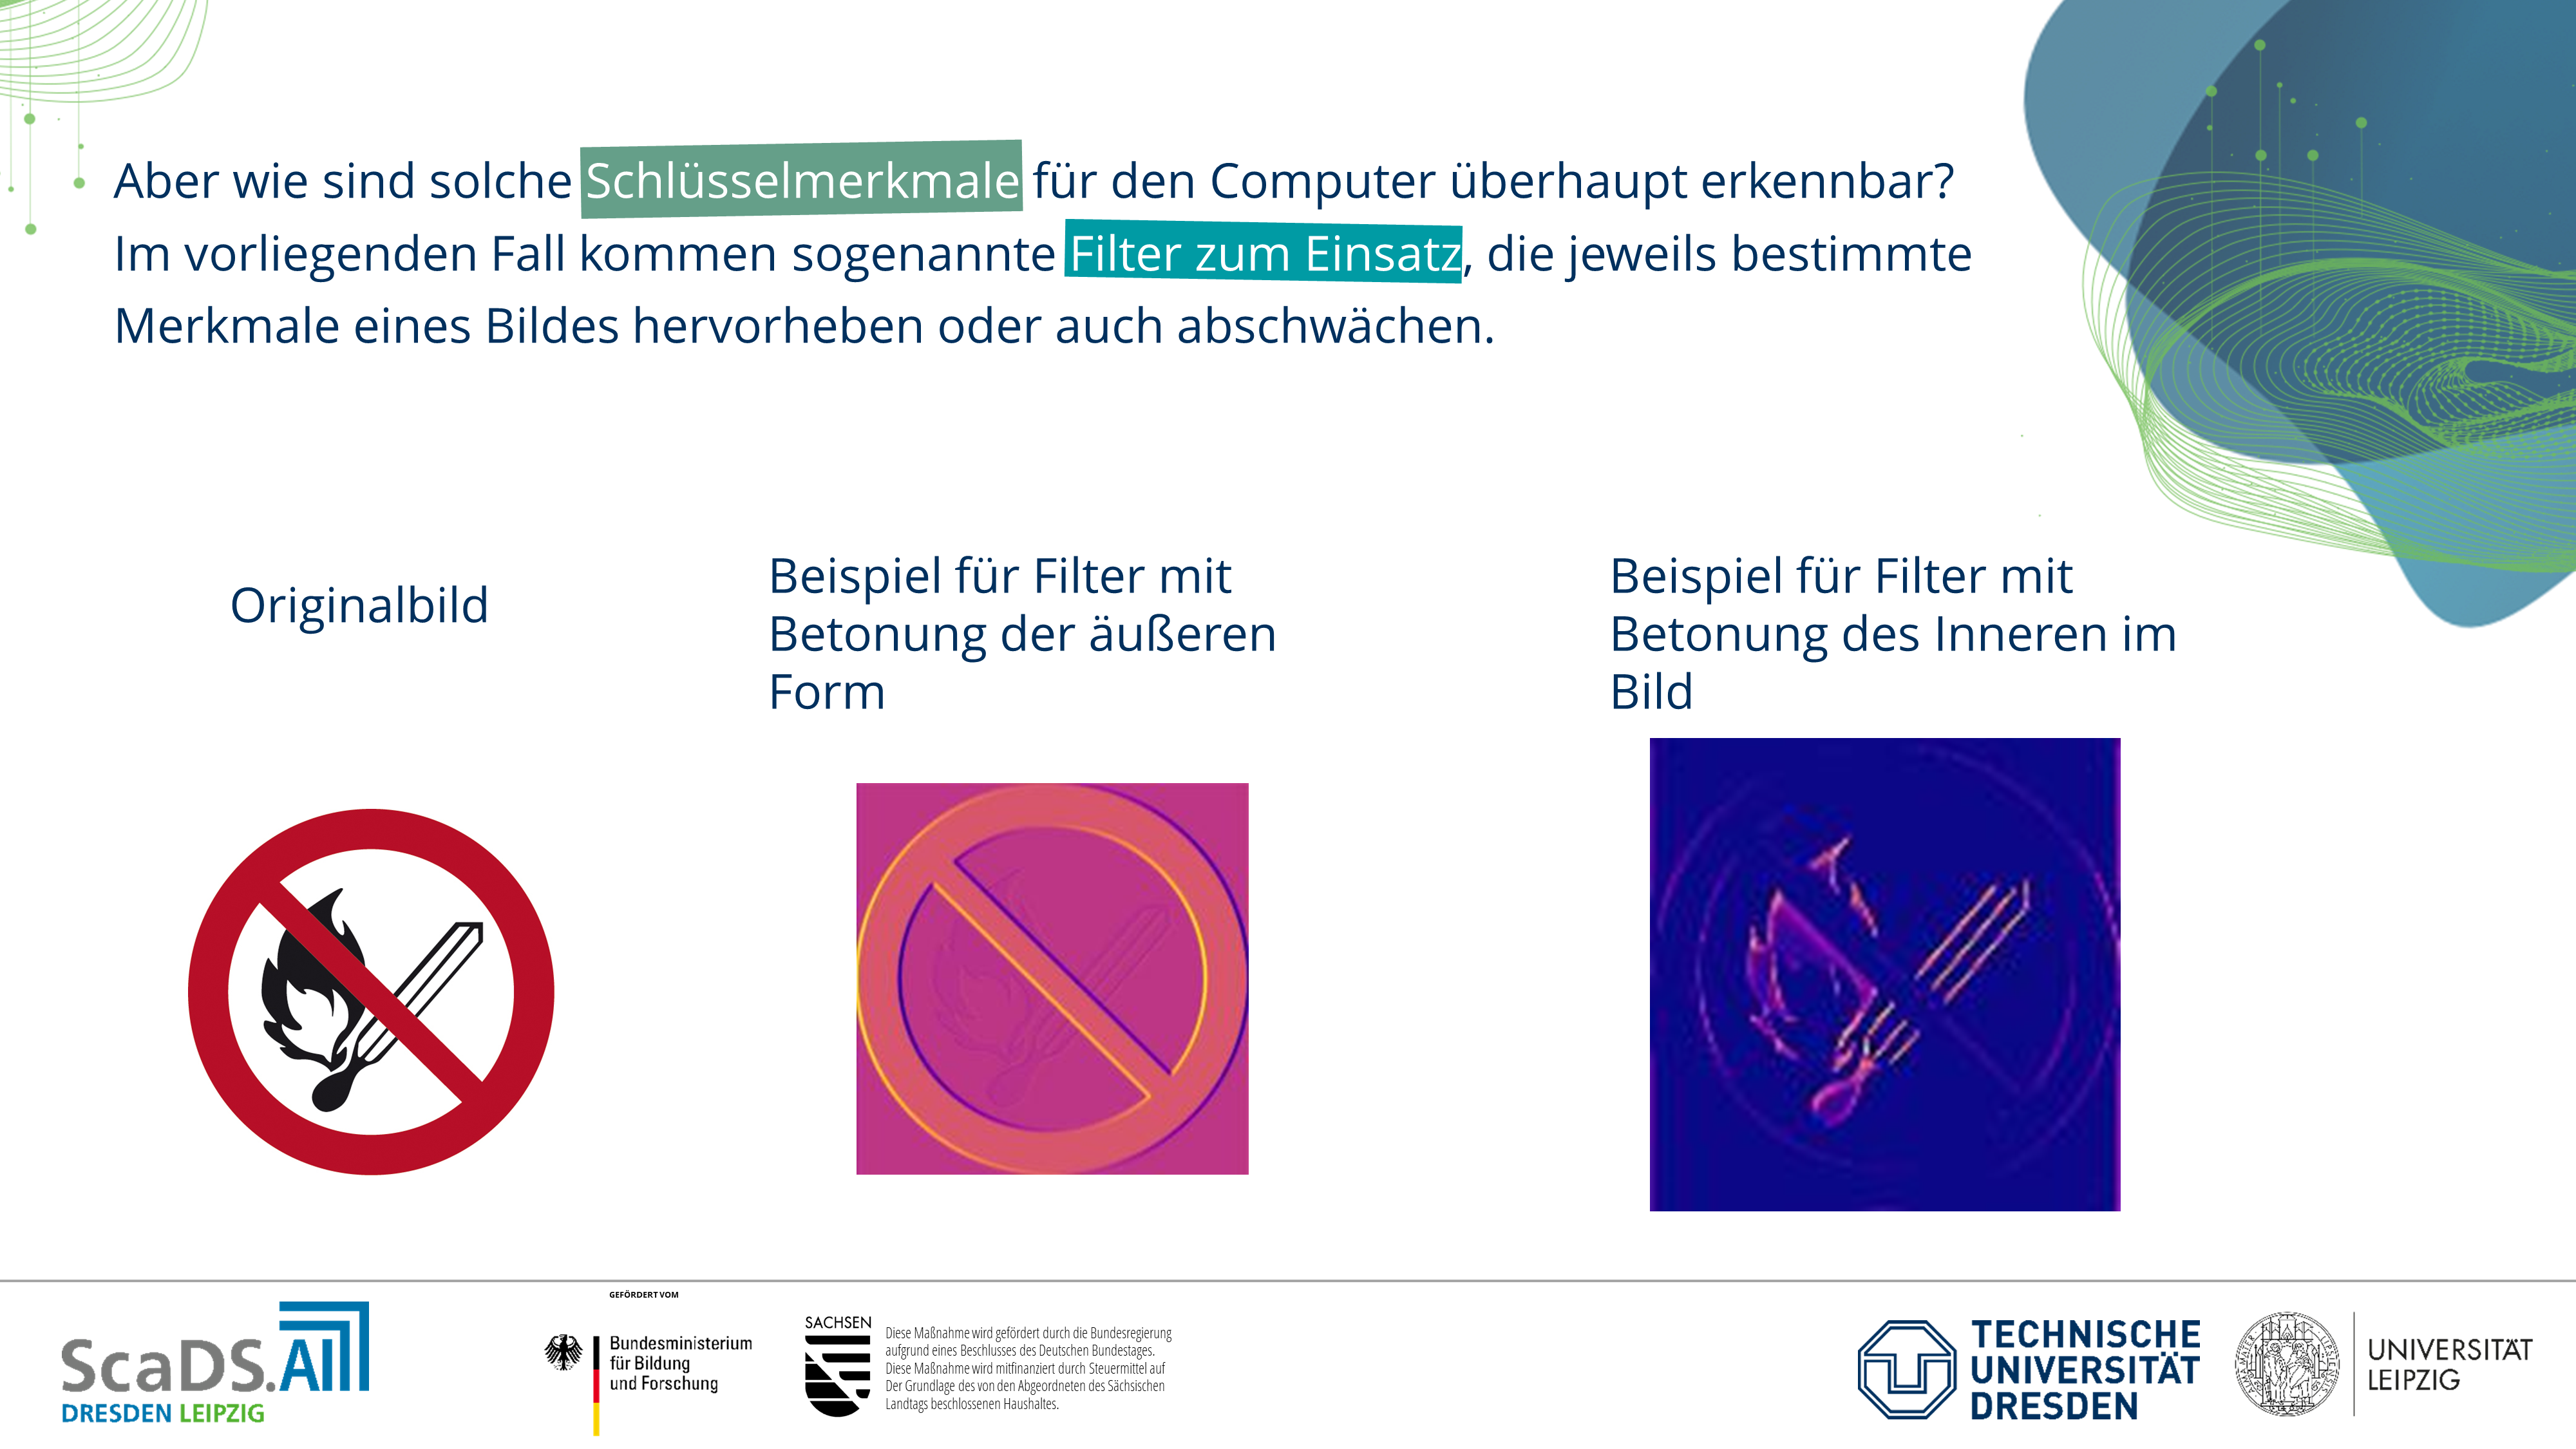 Aber wie sind solche Schlüsselmerkmale für den Computer überhaupt erkennbar?
Im vorliegenden Fall kommen sogenannte Filter zum Einsatz, die jeweils bestimmte
Merkmale eines Bildes hervorheben oder auch abschwächen.
Originalbild
Beispiel für Filter mit
Betonung der äußeren
Form
Beispiel für Filter mit
Betonung des Inneren im
Bild
ScaDS.AI
DRESDEN LEIPZIG
GEFÖRDERT VOM
Bundesministerium
für Bildung
und Forschung
SACHSEN
Diese Maßnahme wird gefördert durch die Bundesregierung
aufgrund eines Beschlusses des Deutschen Bundestages.
Diese Maßnahme wird mitfinanziert durch Steuermittel auf
Der Grundlage des von den Abgeordneten des Sächsischen
Landtags beschlossenen Haushaltes.
TECHNISCHE
UNIVERSITÄT
DRESDEN
UNIVERSITÄT
LEIPZIG